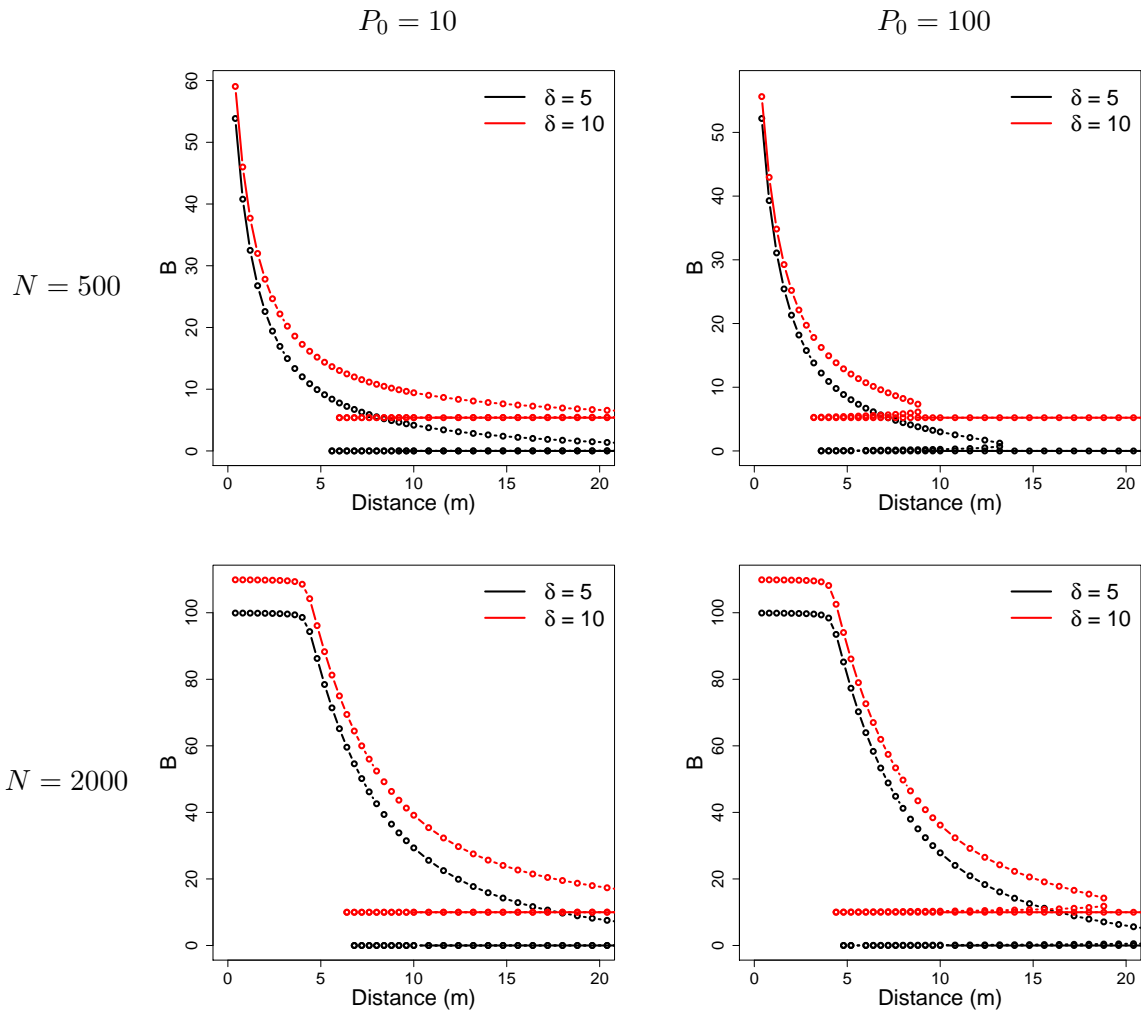 P₀ = 10
P₀ = 100
N = 500
60
50
40
30
20
10
0
B
δ = 5
δ = 10
0 5 10 15 20
Distance (m)
50
40
30
20
10
0
B
δ = 5
δ = 10
0 5 10 15 20
Distance (m)
N = 2000
100
80
60
40
20
0
B
δ = 5
δ = 10
0 5 10 15 20
Distance (m)
100
80
60
40
20
0
B
δ = 5
δ = 10
0 5 10 15 20
Distance (m)